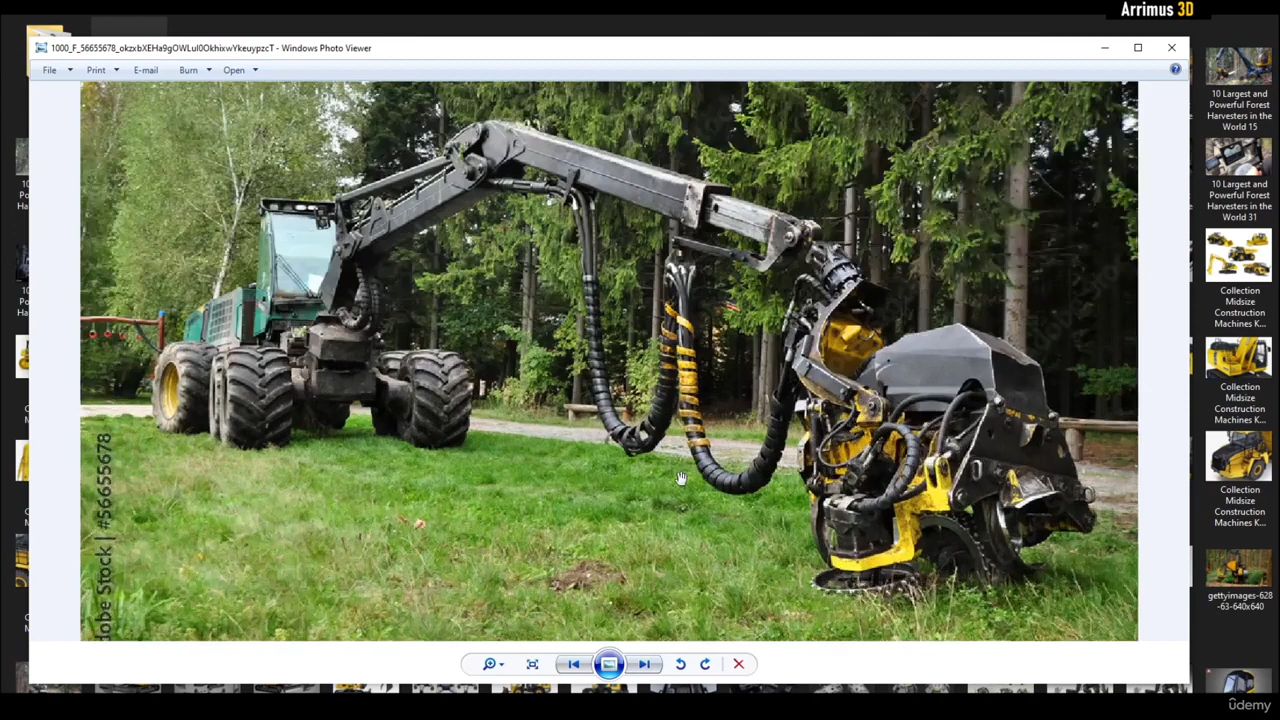 Arrimus 3D
1000_F_56655678_okzxbXEHa9gOWLul0OkhixwYkeuypzcT - Windows Photo Viewer
File
Print
E-mail
Burn
Open
10 Largest and
Powerful Forest
Harvesters in
the World 15
10 Largest and
Powerful Forest
Harvesters in
the World 31
Collection
Midsize
Construction
Machines K...
Collection
Midsize
Construction
Machines K...
Collection
Midsize
Construction
Machines K...
gettyimages-628
-63-640x640
dobe Stock | #56655678
ûdemy